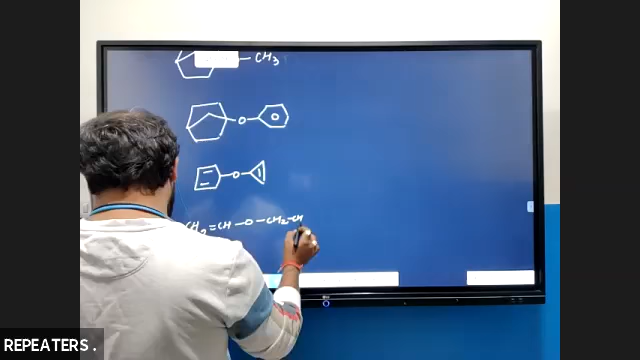 — CH3
— O —
— O —
CH2=CH—O—CH2—CH
REPEATERS.